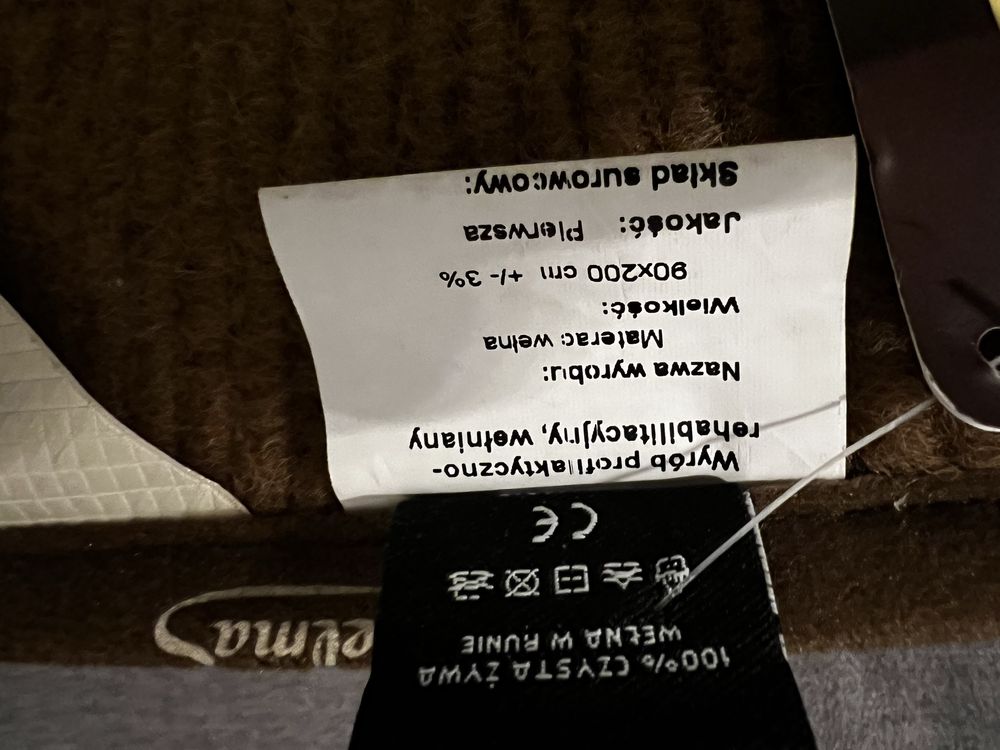 100% CZYSTA ŻYWA
WEŁNA W RUNIE
CE
Wyrób profilaktyczno-
rehabilitacyjny, wełniany
Nazwa wyrobu:
Materac wełna
Wielkość:
90x200 cm +/- 3%
Jakość: Pierwsza
Skład surowcowy: